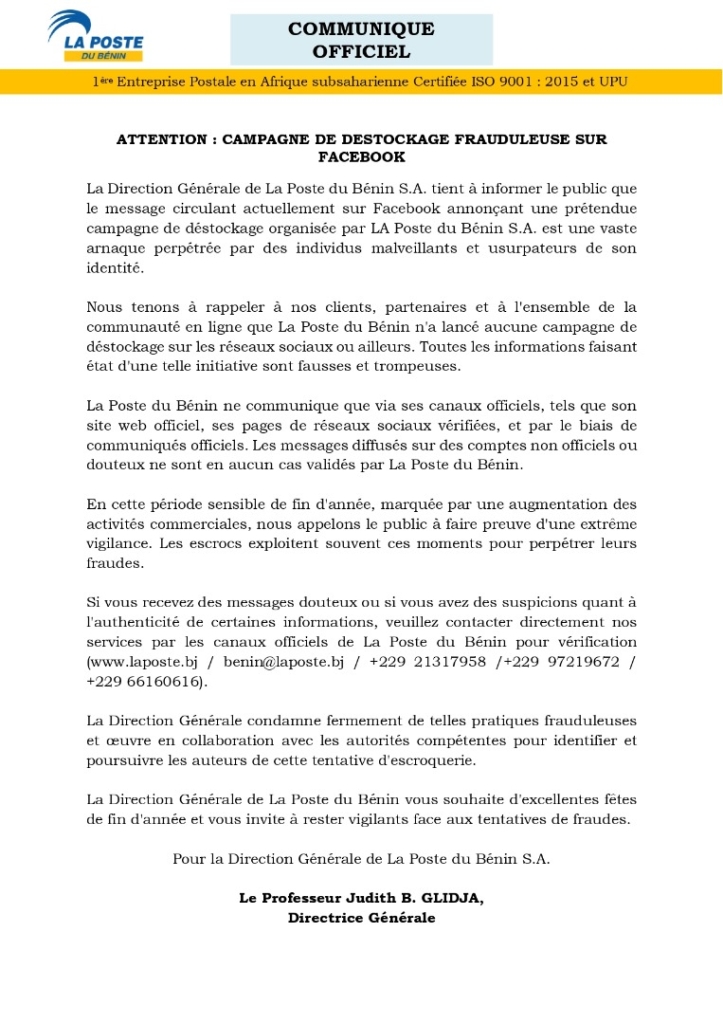 LA POSTE
DU BÉNIN
COMMUNIQUE
OFFICIEL
1ère Entreprise Postale en Afrique subsaharienne Certifiée ISO 9001 : 2015 et UPU
ATTENTION : CAMPAGNE DE DESTOCKAGE FRAUDULEUSE SUR
FACEBOOK
La Direction Générale de La Poste du Bénin S.A. tient à informer le public que
le message circulant actuellement sur Facebook annonçant une prétendue
campagne de déstockage organisée par LA Poste du Bénin S.A. est une vaste
arnaque perpétrée par des individus malveillants et usurpateurs de son
identité.
Nous tenons à rappeler à nos clients, partenaires et à l'ensemble de la
communauté en ligne que La Poste du Bénin n'a lancé aucune campagne de
déstockage sur les réseaux sociaux ou ailleurs. Toutes les informations faisant
état d'une telle initiative sont fausses et trompeuses.
La Poste du Bénin ne communique que via ses canaux officiels, tels que son
site web officiel, ses pages de réseaux sociaux vérifiées, et par le biais de
communiqués officiels. Les messages diffusés sur des comptes non officiels ou
douteux ne sont en aucun cas validés par La Poste du Bénin.
En cette période sensible de fin d'année, marquée par une augmentation des
activités commerciales, nous appelons le public à faire preuve d'une extrême
vigilance. Les escrocs exploitent souvent ces moments pour perpétrer leurs
fraudes.
Si vous recevez des messages douteux ou si vous avez des suspicions quant à
l'authenticité de certaines informations, veuillez contacter directement nos
services par les canaux officiels de La Poste du Bénin pour vérification
(www.laposte.bj / benin@laposte.bj / +229 21317958 /+229 97219672 /
+229 66160616).
La Direction Générale condamne fermement de telles pratiques frauduleuses
et œuvre en collaboration avec les autorités compétentes pour identifier et
poursuivre les auteurs de cette tentative d'escroquerie.
La Direction Générale de La Poste du Bénin vous souhaite d'excellentes fêtes
de fin d'année et vous invite à rester vigilants face aux tentatives de fraudes.
Pour la Direction Générale de La Poste du Bénin S.A.
Le Professeur Judith B. GLIDJA,
Directrice Générale